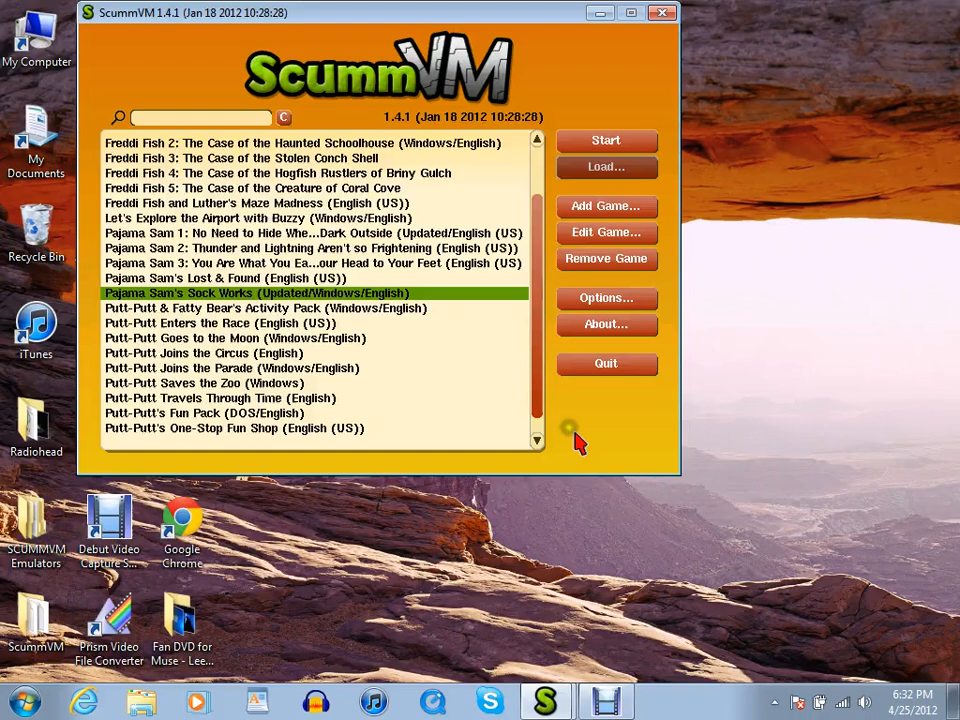 ScummVM 1.4.1 (Jan 18 2012 10:28:28)
ScummVM
C
1.4.1 (Jan 18 2012 10:28:28)
Freddi Fish 2: The Case of the Haunted Schoolhouse (Windows/English)
Freddi Fish 3: The Case of the Stolen Conch Shell
Freddi Fish 4: The Case of the Hogfish Rustlers of Briny Gulch
Freddi Fish 5: The Case of the Creature of Coral Cove
Freddi Fish and Luther's Maze Madness (English (US))
Let's Explore the Airport with Buzzy (Windows/English)
Pajama Sam 1: No Need to Hide Whe...Dark Outside (Updated/English (US)
Pajama Sam 2: Thunder and Lightning Aren't so Frightening (English (US))
Pajama Sam 3: You Are What You Ea...our Head to Your Feet (English (US)
Pajama Sam's Lost & Found (English (US))
Pajama Sam's Sock Works (Updated/Windows/English)
Putt-Putt & Fatty Bear's Activity Pack (Windows/English)
Putt-Putt Enters the Race (English (US))
Putt-Putt Goes to the Moon (Windows/English)
Putt-Putt Joins the Circus (English)
Putt-Putt Joins the Parade (Windows/English)
Putt-Putt Saves the Zoo (Windows)
Putt-Putt Travels Through Time (English)
Putt-Putt's Fun Pack (DOS/English)
Putt-Putt's One-Stop Fun Shop (English (US))
Start
Load...
Add Game...
Edit Game...
Remove Game
Options...
About...
Quit
My Computer
My
Documents
Recycle Bin
iTunes
Radiohead
SCUMMVM
Emulators
Debut Video
Capture S...
Google
Chrome
ScummVM
Prism Video
File Converter
Fan DVD for
Muse - Lee...
6:32 PM
4/25/2012